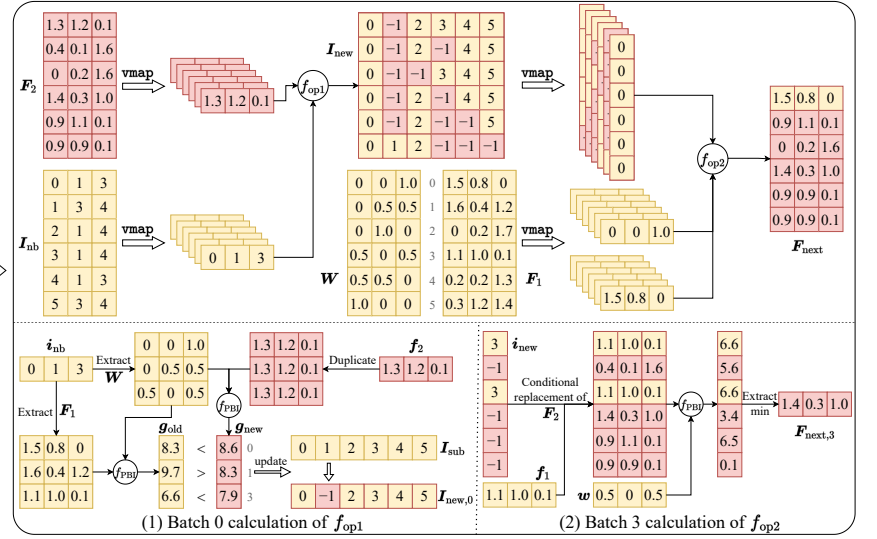 F₂
1.3 1.2 0.1
0.4 0.1 1.6
0 0.2 1.6
1.4 0.3 1.0
0.9 1.1 0.1
0.9 0.9 0.1
vmap
1.3 1.2 0.1
f_op1
I_new
0 −1 2 3 4 5
0 −1 2 −1 4 5
0 −1 −1 3 4 5
0 −1 2 −1 4 5
0 −1 2 −1 −1 5
0 1 2 −1 −1 −1
vmap
0
0
0
0
0
0
f_op2
1.5 0.8 0
0.9 1.1 0.1
0 0.2 1.6
1.4 0.3 1.0
0.9 0.9 0.1
0.9 0.9 0.1
F_next
I_nb
0 1 3
1 3 4
2 1 4
3 1 4
4 1 3
5 3 4
vmap
0 1 3
W
0 0 1.0
0 0.5 0.5
0 1.0 0
0.5 0 0.5
0.5 0.5 0
1.0 0 0
0
1
2
3
4
5
1.5 0.8 0
1.6 0.4 1.2
0 0.2 1.7
1.1 1.0 0.1
0.2 0.2 1.3
0.3 1.2 1.4
F₁
vmap
0 0 1.0
1.5 0.8 0
i_nb
0 1 3
Extract
W
0 0 1.0
0 0.5 0.5
0.5 0 0
1.3 1.2 0.1
1.3 1.2 0.1
1.3 1.2 0.1
Duplicate
f₂
1.3 1.2 0.1
Extract F₁
f_PBI
1.5 0.8 0
1.6 0.4 1.2
1.1 1.0 0.1
f_PBI
g_old g_new
8.3 < 8.6 0
9.7 > 8.3 1
6.6 < 7.9 3
update
0 1 2 3 4 5
I_sub
0 −1 2 3 4 5
I_new,0
(1) Batch 0 calculation of f_op1
i_new
3
−1
3
−1
−1
−1
Conditional
replacement of
F₂
f₁
1.1 1.0 0.1
1.1 1.0 0.1
0.4 0.1 1.6
1.1 1.0 0.1
1.4 0.3 1.0
0.9 1.1 0.1
0.9 0.9 0.1
w
0.5 0 0.5
f_PBI
6.6
5.6
6.6
3.4
6.5
0.1
Extract
min
1.4 0.3 1.0
F_next,3
(2) Batch 3 calculation of f_op2